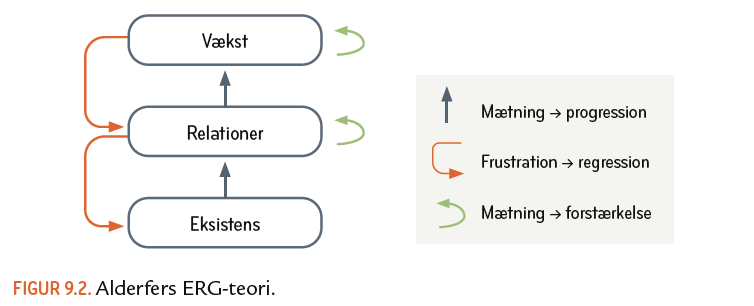 Vækst
Relationer
Eksistens
Mætning → progression
Frustration → regression
Mætning → forstærkelse
FIGUR 9.2. Alderfers ERG-teori.